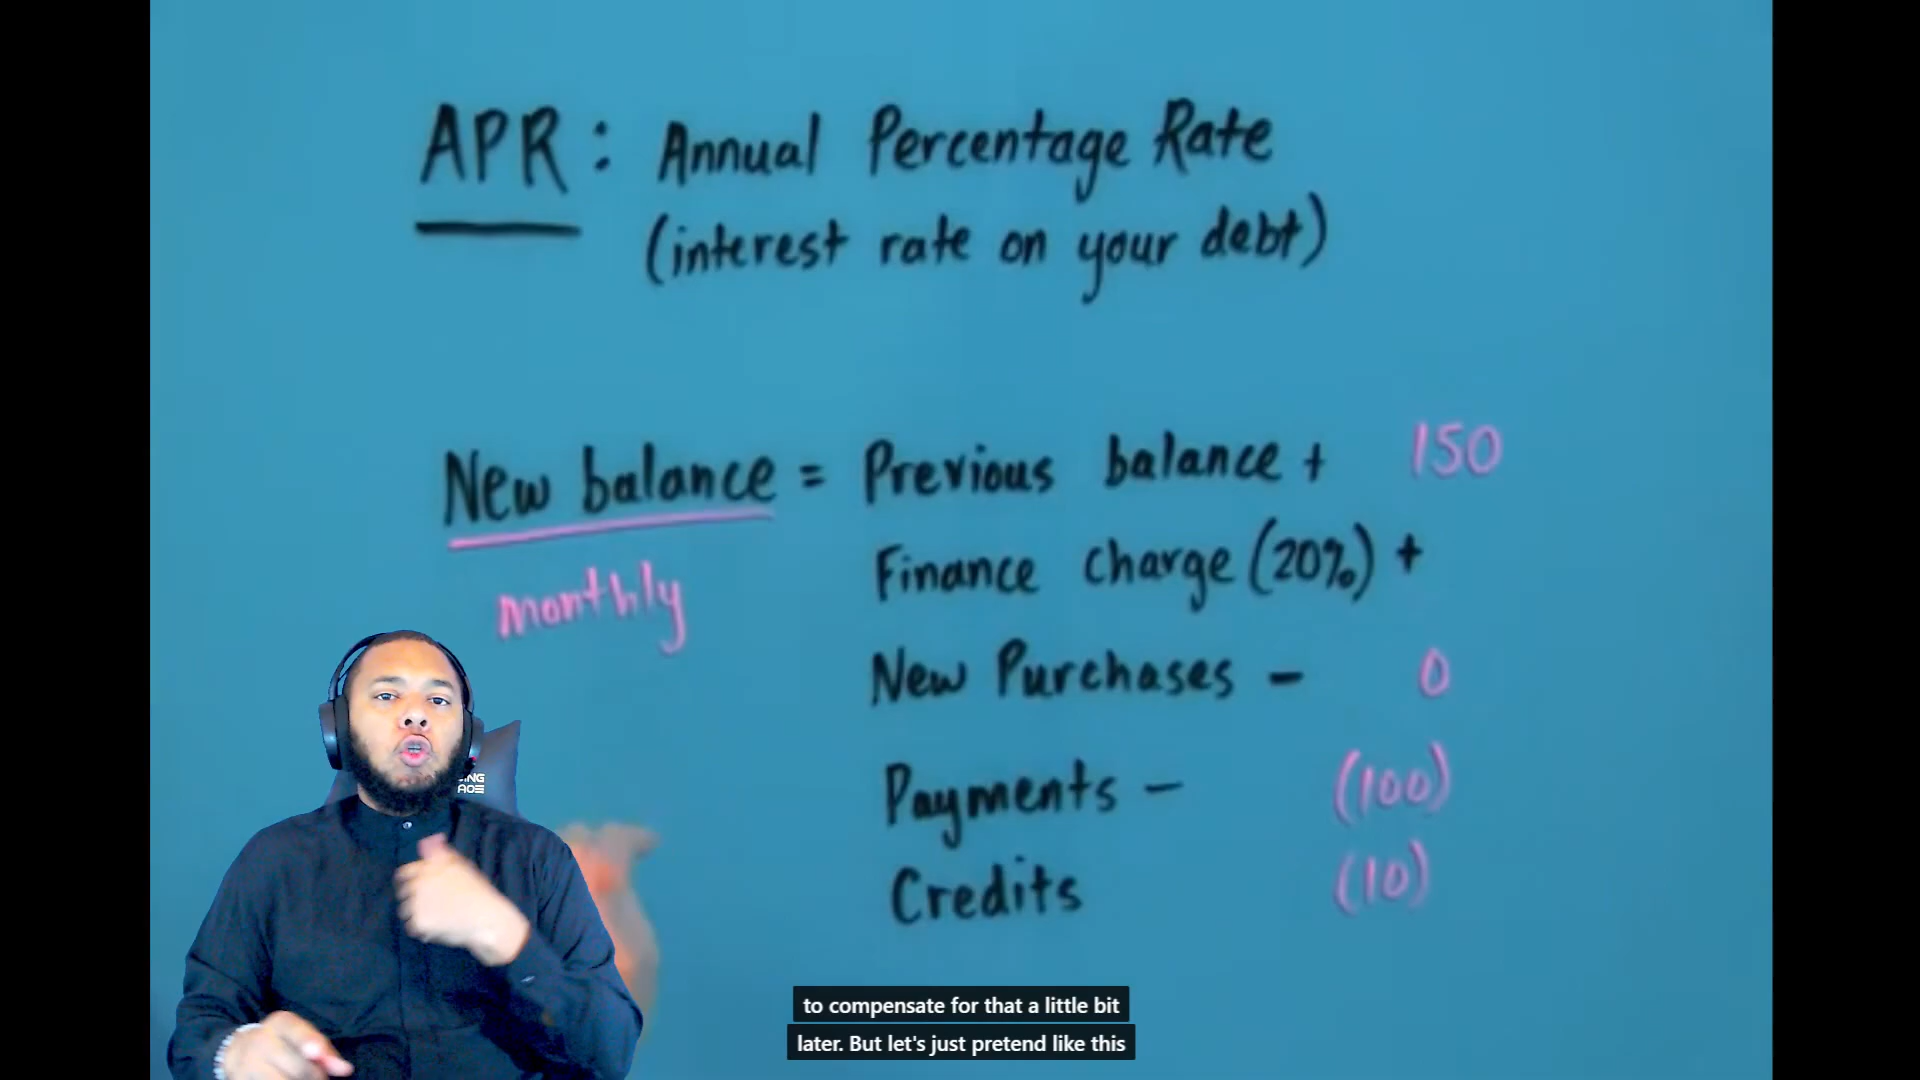 APR: Annual Percentage Rate
(interest rate on your debt)
New balance = Previous balance + 150
monthly
Finance charge (20%) +
New Purchases - 0
Payments - (100)
Credits (10)
to compensate for that a little bit
later. But let's just pretend like this